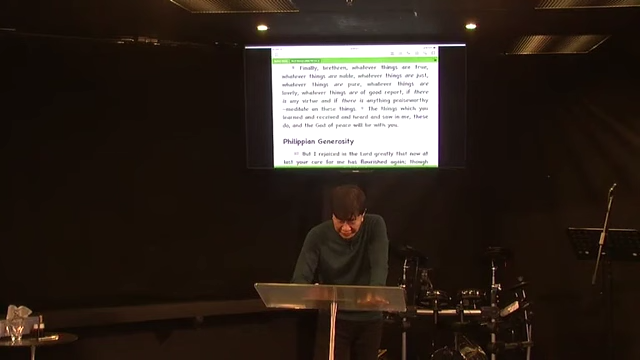 8 Finally, brethren, whatever things are true,
whatever things are noble, whatever things are just,
whatever things are pure, whatever things are
lovely, whatever things are of good report, if there
is any virtue and if there is anything praiseworthy
—meditate on these things. 9 The things which you
learned and received and heard and saw in me, these
do, and the God of peace will be with you.
Philippian Generosity
10 But I rejoiced in the Lord greatly that now at
last your care for me has flourished again; though